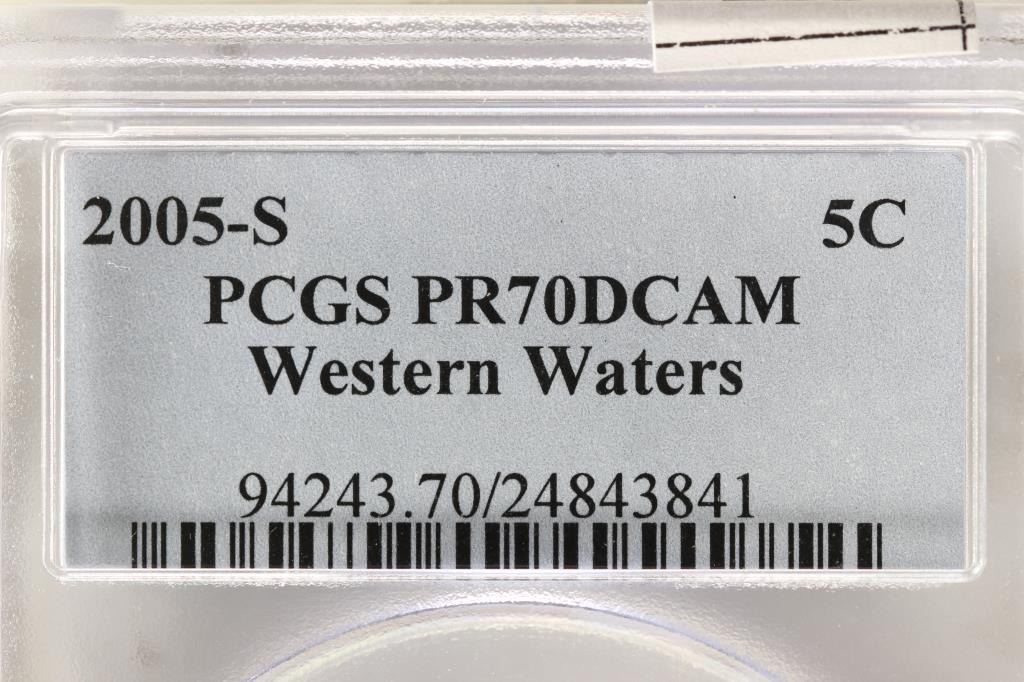 2005-S 5C
PCGS PR70DCAM
Western Waters
94243.70/24843841